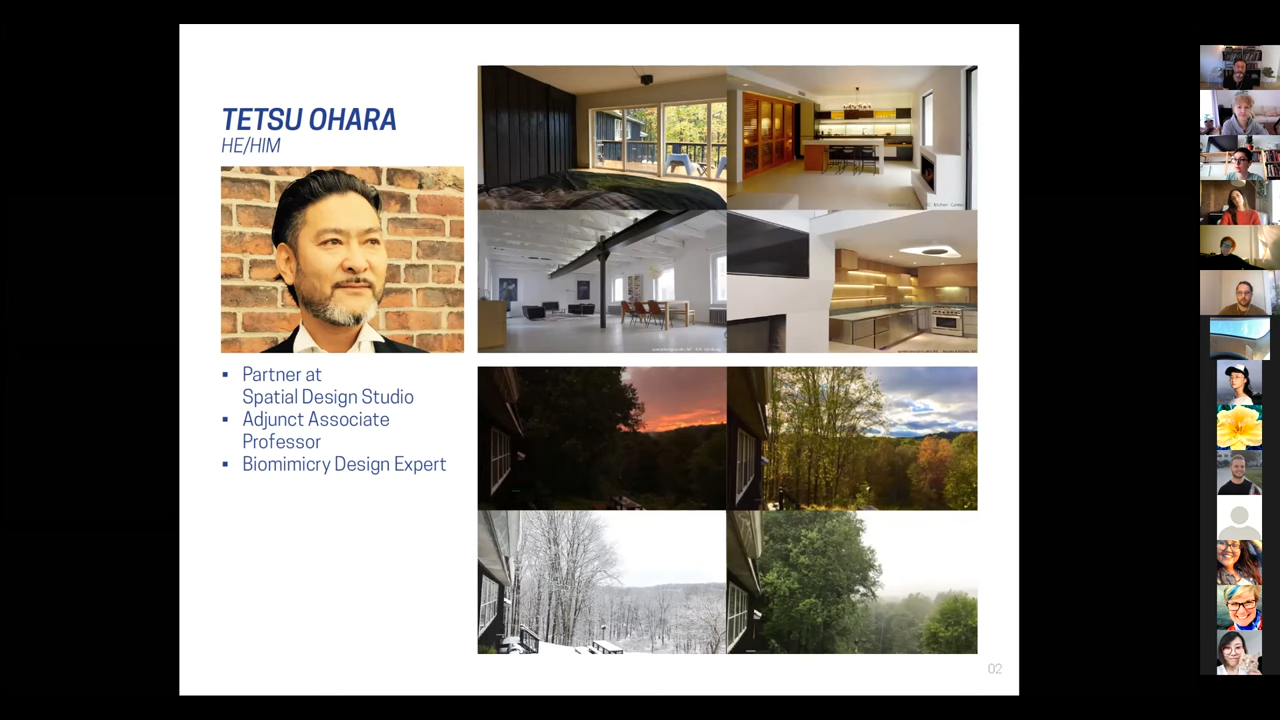 TETSU OHARA
HE/HIM
Partner at
Spatial Design Studio
Adjunct Associate
Professor
Biomimicry Design Expert
02